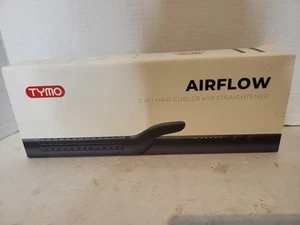 TYMO
AIRFLOW
2 IN 1 HAIR CURLER and STRAIGHTENER